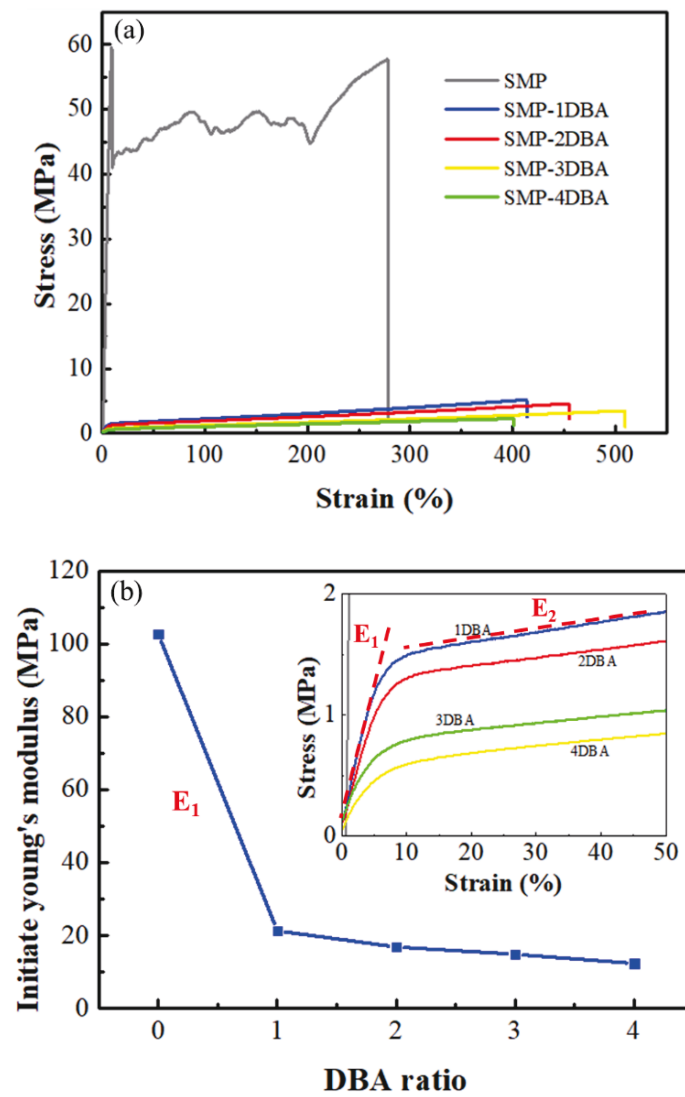 (a)
60
50
40
30
20
10
0
Stress (MPa)
SMP
SMP-1DBA
SMP-2DBA
SMP-3DBA
SMP-4DBA
0 100 200 300 400 500
Strain (%)
(b)
120
100
80
60
40
20
0
Initiate young's modulus (MPa)
E1
0 1 2 3 4
DBA ratio
2
1
0
Stress (MPa)
E1
E2
1DBA
2DBA
3DBA
4DBA
0 10 20 30 40 50
Strain (%)